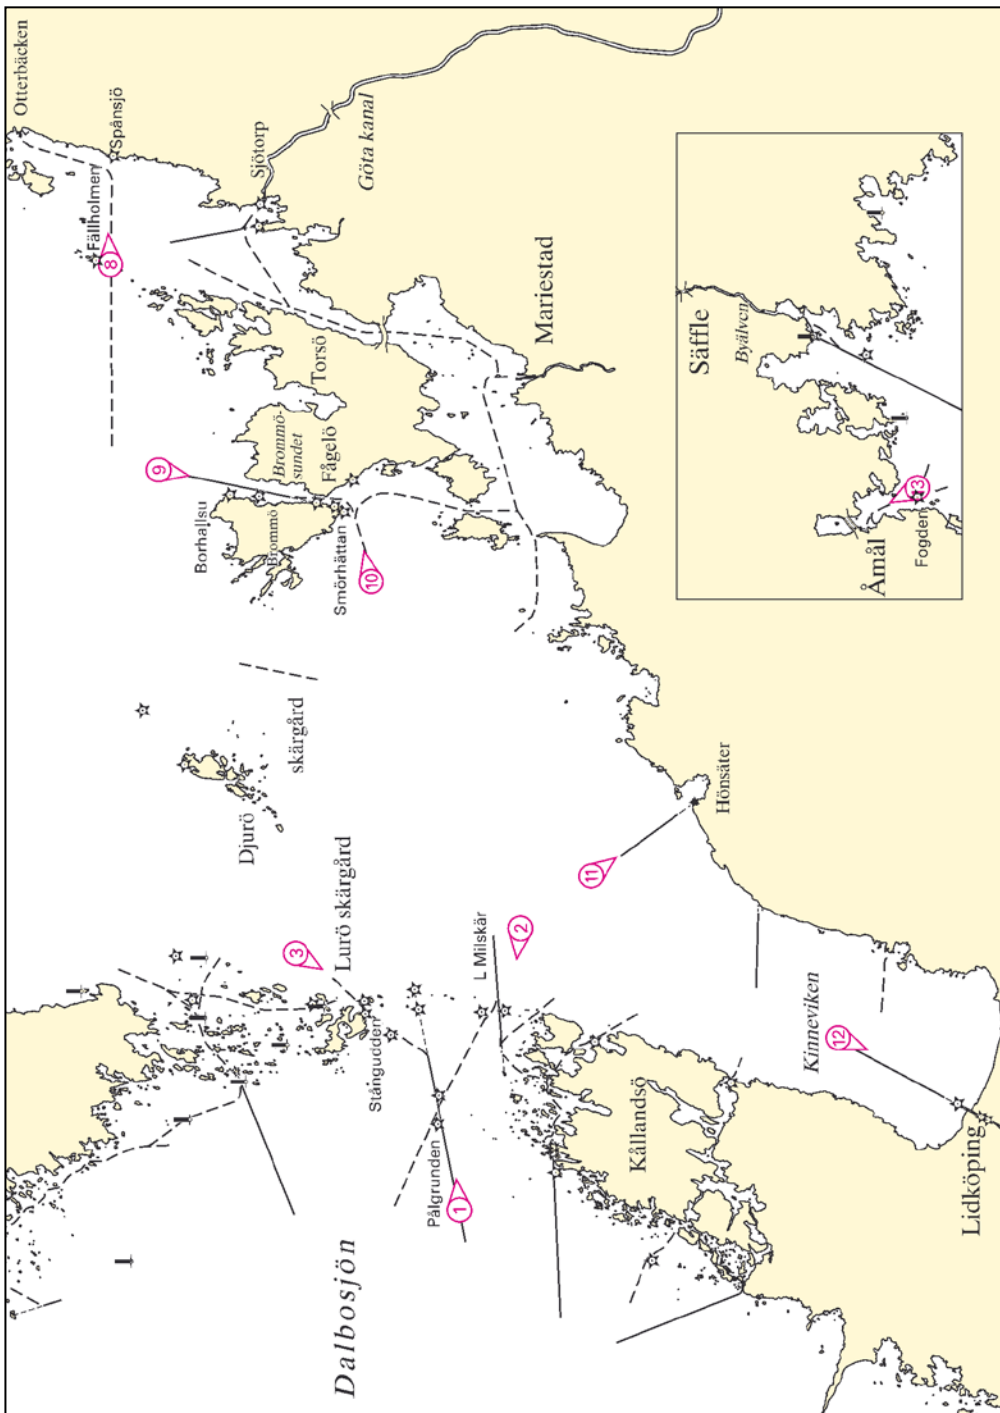 Otterbäcken
Spånsjö
Fällholmen
8
Sjötorp
Göta kanal
Mariestad
Torsö
Brommö-
sundet
Fågelö
9
Borhallsu
Brommö
Smörhättan
10
Djurö
skärgård
Hönsäter
11
3
Lurö skärgård
Stångudden
L Milskär
2
Pålgrunden
1
Dalbosjön
Kållandsö
Kinneviken
12
Lidköping
Säffle
Byälven
Åmål
Fogden
13